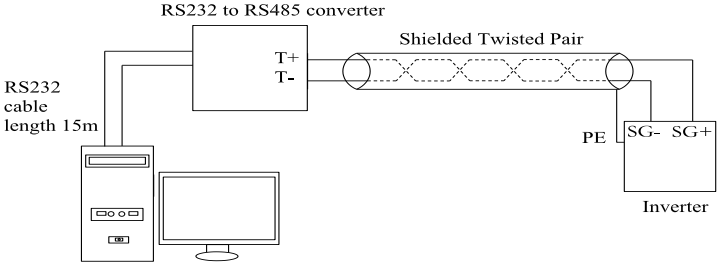 RS232 to RS485 converter
T+
T-
Shielded Twisted Pair
RS232
cable
length 15m
PE
SG- SG+
Inverter